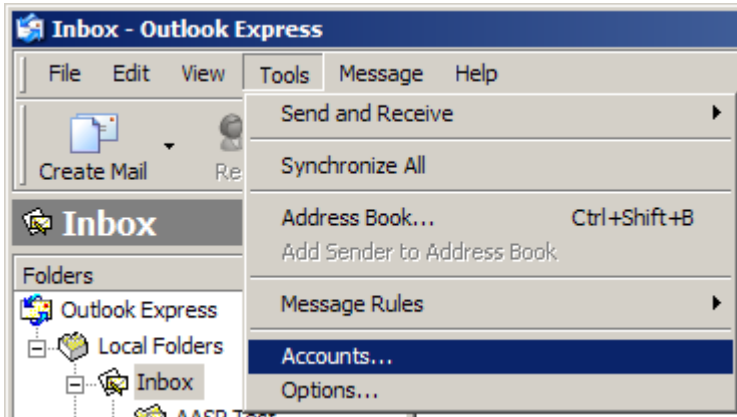 Inbox - Outlook Express
File Edit View Tools Message Help
Send and Receive
Create Mail Re
Synchronize All
Inbox
Address Book... Ctrl+Shift+B
Add Sender to Address Book
Folders
Outlook Express
Message Rules
Local Folders
Accounts...
Inbox
Options...